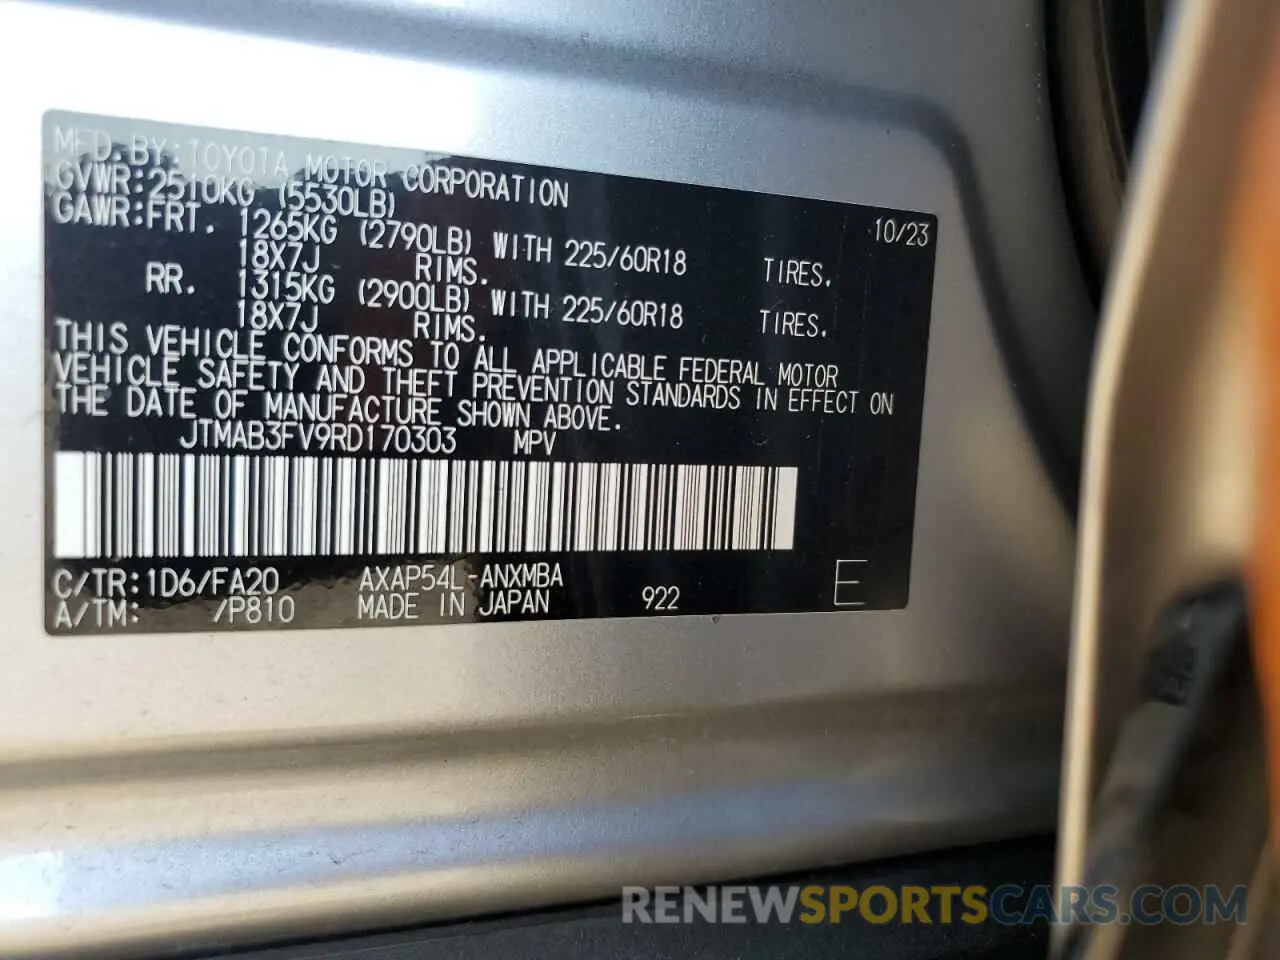 MFD.BY:TOYOTA MOTOR CORPORATION 10/23
GVWR:2510KG (5530LB)
GAWR:FRT. 1265KG (2790LB) WITH 225/60R18 TIRES.
18X7J RIMS.
RR. 1315KG (2900LB) WITH 225/60R18 TIRES.
18X7J RIMS.
THIS VEHICLE CONFORMS TO ALL APPLICABLE FEDERAL MOTOR
VEHICLE SAFETY AND THEFT PREVENTION STANDARDS IN EFFECT ON
THE DATE OF MANUFACTURE SHOWN ABOVE.
JTMAB3FV9RD170303 MPV
C/TR:1D6/FA20 AXAP54L-ANXMBA
A/TM: /P810 MADE IN JAPAN 922 E
RENEWSPORTSCARS.COM